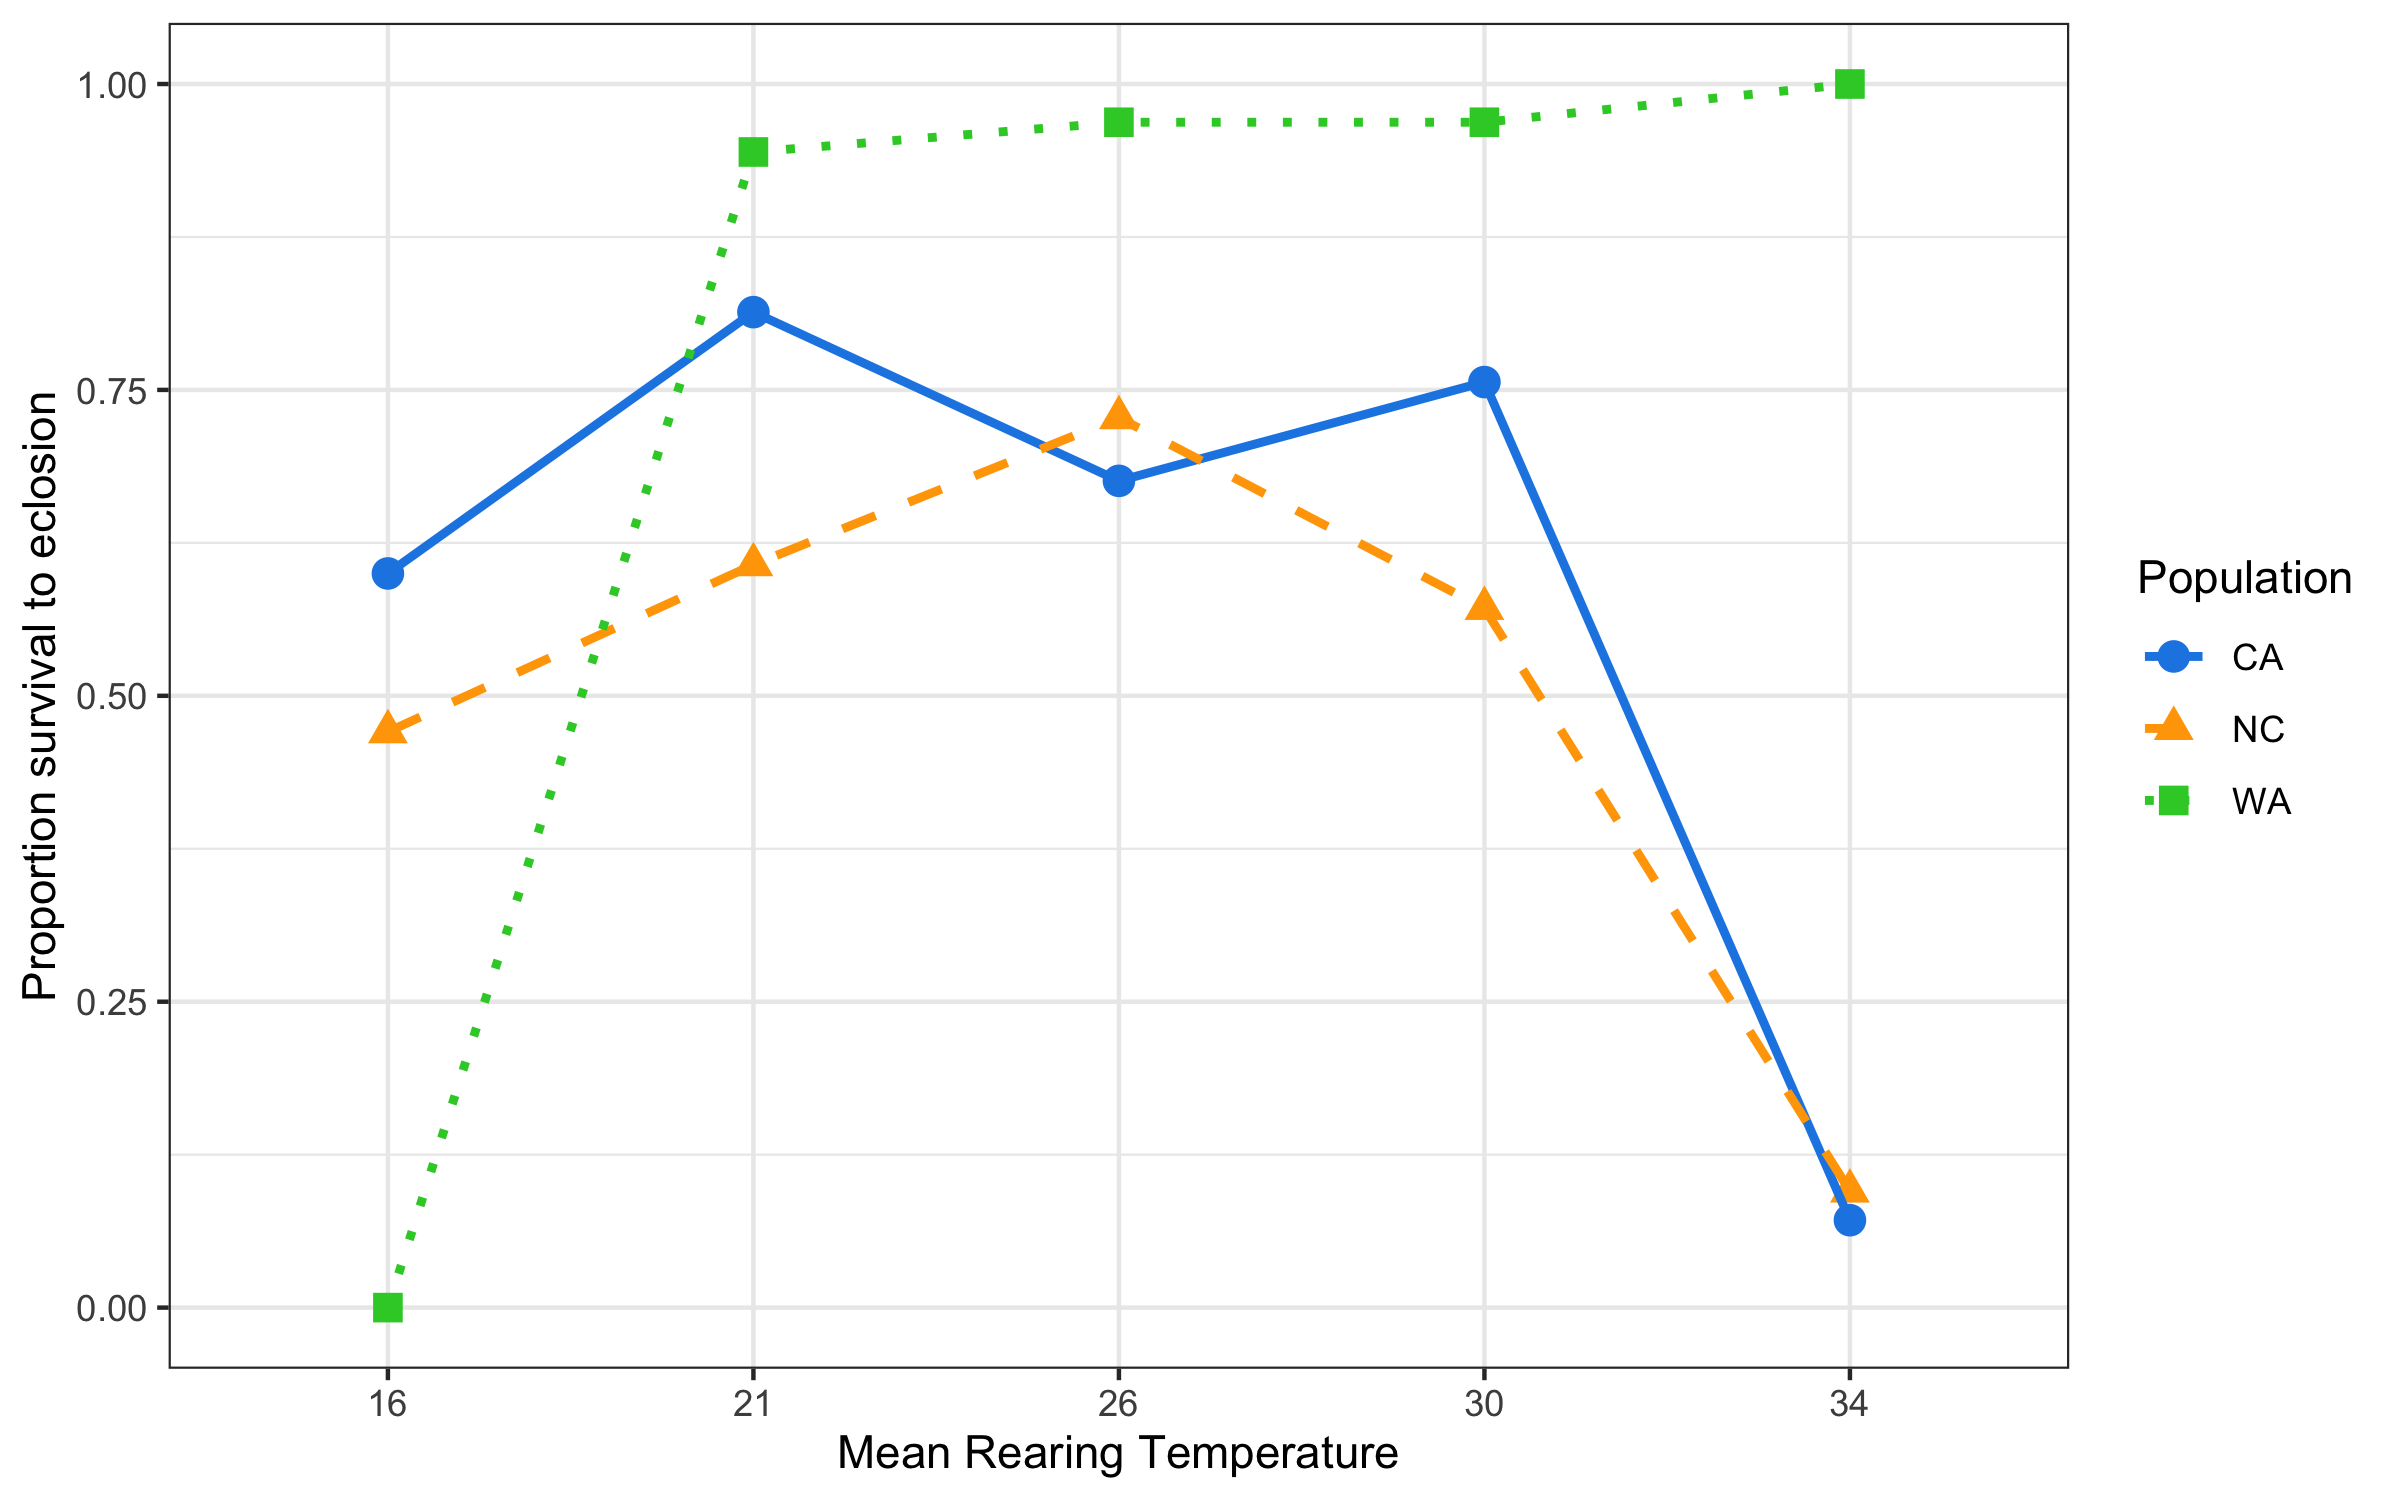 Proportion survival to eclosion
1.00
0.75
0.50
0.25
0.00
16
21
26
30
34
Mean Rearing Temperature
Population
CA
NC
WA